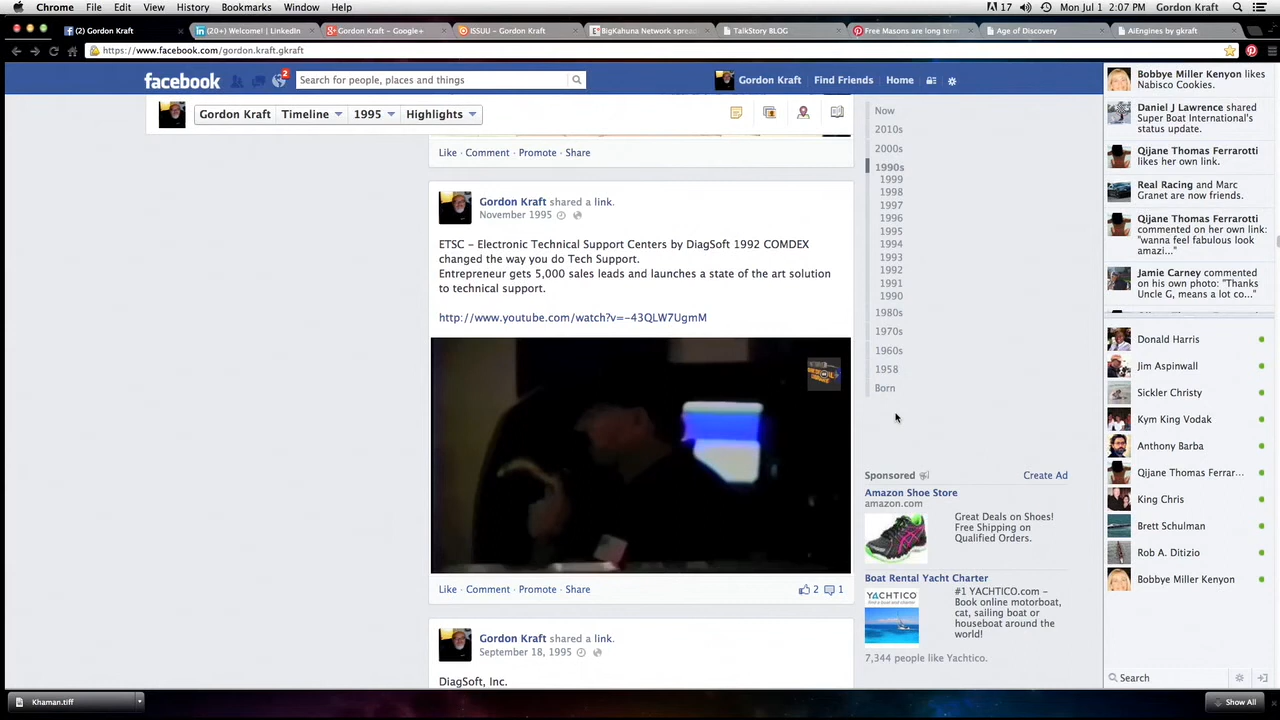 Chrome File Edit View History Bookmarks Window Help
17 Mon Jul 1 2:07 PM Gordon Kraft
(2) Gordon Kraft
(20+) Welcome! | LinkedIn
Gordon Kraft - Google+
ISSUU - Gordon Kraft
BigKahuna Network sprea
TalkStory BLOG
Free Masons are long term
Age of Discovery
AiEngines by gkraft
https://www.facebook.com/gordon.kraft.gkraft
facebook
2
Search for people, places and things
Gordon Kraft Find Friends Home
Gordon Kraft Timeline 1995 Highlights
Like · Comment · Promote · Share
Gordon Kraft shared a link.
November 1995
ETSC – Electronic Technical Support Centers by DiagSoft 1992 COMDEX
changed the way you do Tech Support.
Entrepreneur gets 5,000 sales leads and launches a state of the art solution
to technical support.
http://www.youtube.com/watch?v=-43QLW7UgmM
Like · Comment · Promote · Share
2 1
Gordon Kraft shared a link.
September 18, 1995
DiagSoft, Inc.
Now
2010s
2000s
1990s
1999
1998
1997
1996
1995
1994
1993
1992
1991
1990
1980s
1970s
1960s
1958
Born
Sponsored Create Ad
Amazon Shoe Store
amazon.com
Great Deals on Shoes!
Free Shipping on
Qualified Orders.
Boat Rental Yacht Charter
YACHTICO
#1 YACHTICO.com –
Book online motorboat,
cat, sailing boat or
houseboat around the
world!
7,344 people like Yachtico.
Bobbye Miller Kenyon likes
Nabisco Cookies.
Daniel J Lawrence shared
Super Boat International's
status update.
Qijane Thomas Ferrarotti
likes her own link.
Real Racing and Marc
Granet are now friends.
Qijane Thomas Ferrarotti
commented on her own link:
"wanna feel fabulous look
amazi..."
Jamie Carney commented
on his own photo: "Thanks
Uncle G, means a lot co..."
Donald Harris
Jim Aspinwall
Sickler Christy
Kym King Vodak
Anthony Barba
Qijane Thomas Ferrar...
King Chris
Brett Schulman
Rob A. Ditizio
Bobbye Miller Kenyon
Search
Khaman.tiff
Show All